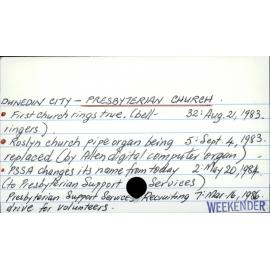 DUNEDIN CITY – PRESBYTERIAN CHURCH.
• First church rings true. (bell- 32: Aug. 21, 1983.
ringers)
• Roslyn church pipe organ being 5: Sept. 4, 1983.
replaced (by Allen digital computer organ)
• PSSA changes its name from today 2: May 20, 1984
(to Presbyterian Support Services)
Presbyterian Support Services Recruiting 7: Mar. 16, 1986.
drive for volunteers. WEEKENDER